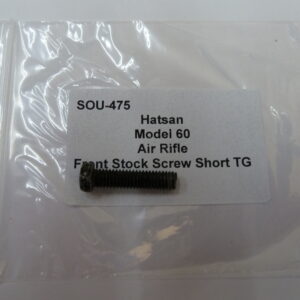 SOU-475
Hatsan
Model 60
Air Rifle
Front Stock Screw Short TG